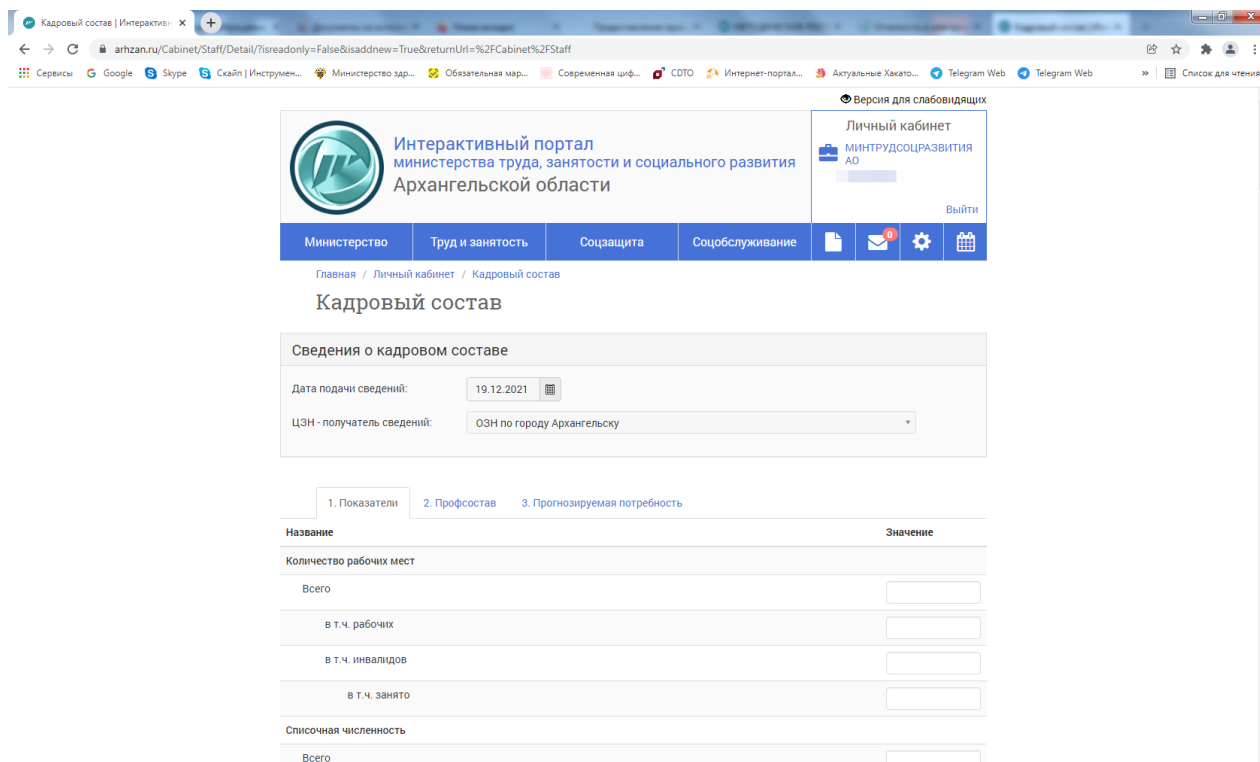 Кадровый состав | Интерактивн
arhzan.ru/Cabinet/Staff/Detail/?isreadonly=False&isaddnew=True&returnUrl=%2FCabinet%2FStaff
Сервисы Google Skype Скайп | Инструмен... Министерство здр... Обязательная мар... Современная циф... CDTO Интернет-портал... Актуальные Хакато... Telegram Web Telegram Web » Список для чтения
Версия для слабовидящих
Интерактивный портал
министерства труда, занятости и социального развития
Архангельской области
Личный кабинет
МИНТРУДСОЦРАЗВИТИЯ
АО
Выйти
Министерство Труд и занятость Соцзащита Соцобслуживание 0
Главная / Личный кабинет / Кадровый состав
Кадровый состав
Сведения о кадровом составе
Дата подачи сведений: 19.12.2021
ЦЗН - получатель сведений: ОЗН по городу Архангельску
1. Показатели 2. Профсостав 3. Прогнозируемая потребность
Название Значение
Количество рабочих мест
Всего
в т.ч. рабочих
в т.ч. инвалидов
в т.ч. занято
Списочная численность
Всего